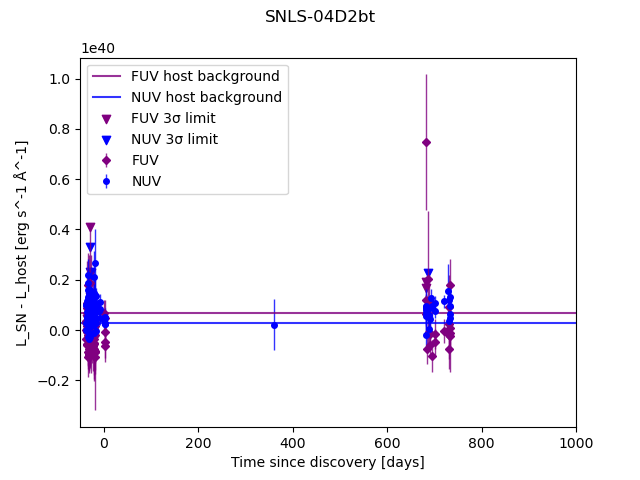 SNLS-04D2bt
1e40
FUV host background
NUV host background
FUV 3σ limit
NUV 3σ limit
FUV
NUV
1.0
0.8
0.6
0.4
0.2
0.0
−0.2
L_SN - L_host [erg s^-1 Å^-1]
0
200
400
600
800
1000
Time since discovery [days]